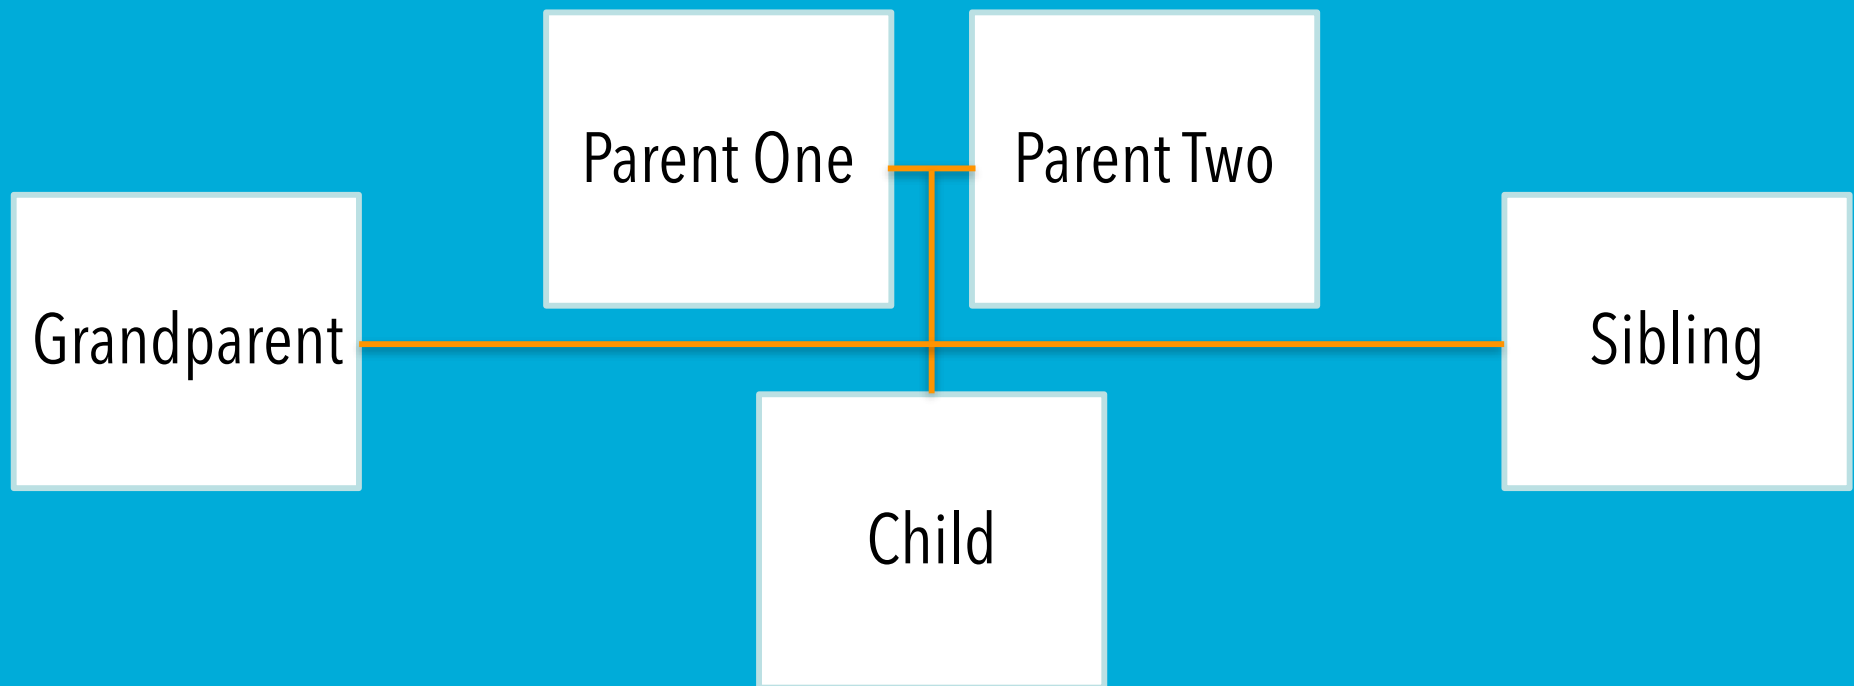 Parent One
Parent Two
Grandparent
Sibling
Child